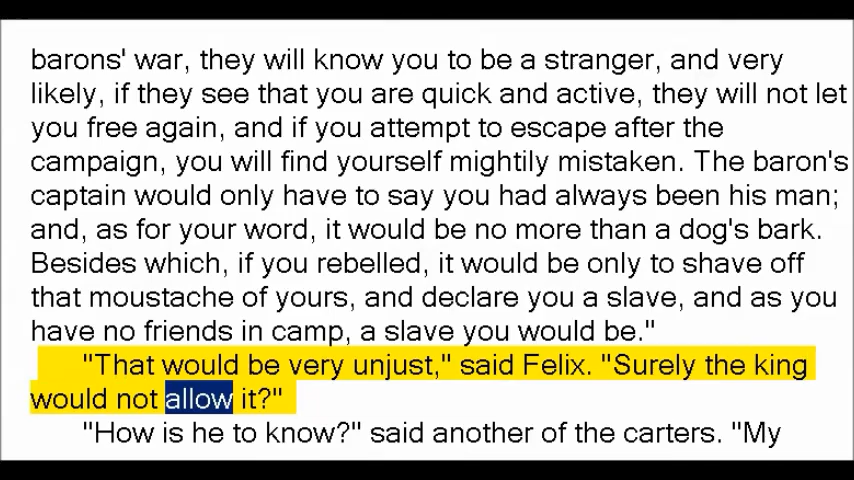 barons' war, they will know you to be a stranger, and very
likely, if they see that you are quick and active, they will not let
you free again, and if you attempt to escape after the
campaign, you will find yourself mightily mistaken. The baron's
captain would only have to say you had always been his man;
and, as for your word, it would be no more than a dog's bark.
Besides which, if you rebelled, it would be only to shave off
that moustache of yours, and declare you a slave, and as you
have no friends in camp, a slave you would be."
"That would be very unjust," said Felix. "Surely the king
would not allow it?"
"How is he to know?" said another of the carters. "My